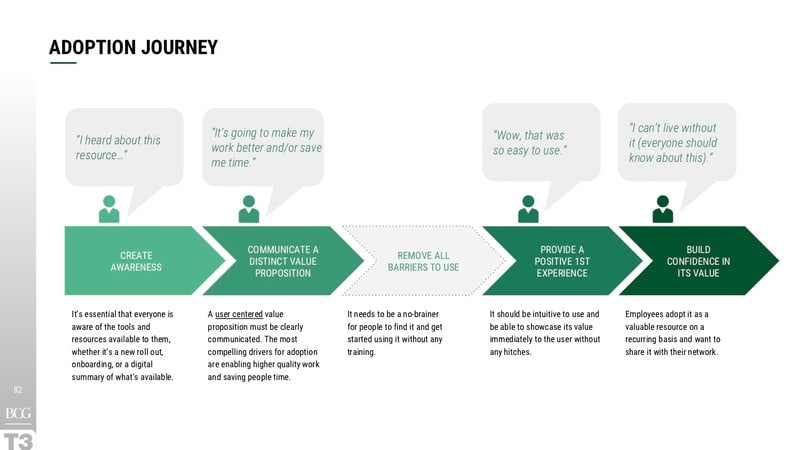 ADOPTION JOURNEY
“I heard about this
resource…”
“It’s going to make my
work better and/or save
me time.”
“Wow, that was
so easy to use.”
“I can’t live without
it (everyone should
know about this).”
CREATE
AWARENESS
COMMUNICATE A
DISTINCT VALUE
PROPOSITION
REMOVE ALL
BARRIERS TO USE
PROVIDE A
POSITIVE 1ST
EXPERIENCE
BUILD
CONFIDENCE IN
ITS VALUE
It’s essential that everyone is
aware of the tools and
resources available to them,
whether it’s a new roll out,
onboarding, or a digital
summary of what’s available.
A user centered value
proposition must be clearly
communicated. The most
compelling drivers for adoption
are enabling higher quality work
and saving people time.
It needs to be a no-brainer
for people to find it and get
started using it without any
training.
It should be intuitive to use and
be able to showcase its value
immediately to the user without
any hitches.
Employees adopt it as a
valuable resource on a
recurring basis and want to
share it with their network.
82
BCG
T3